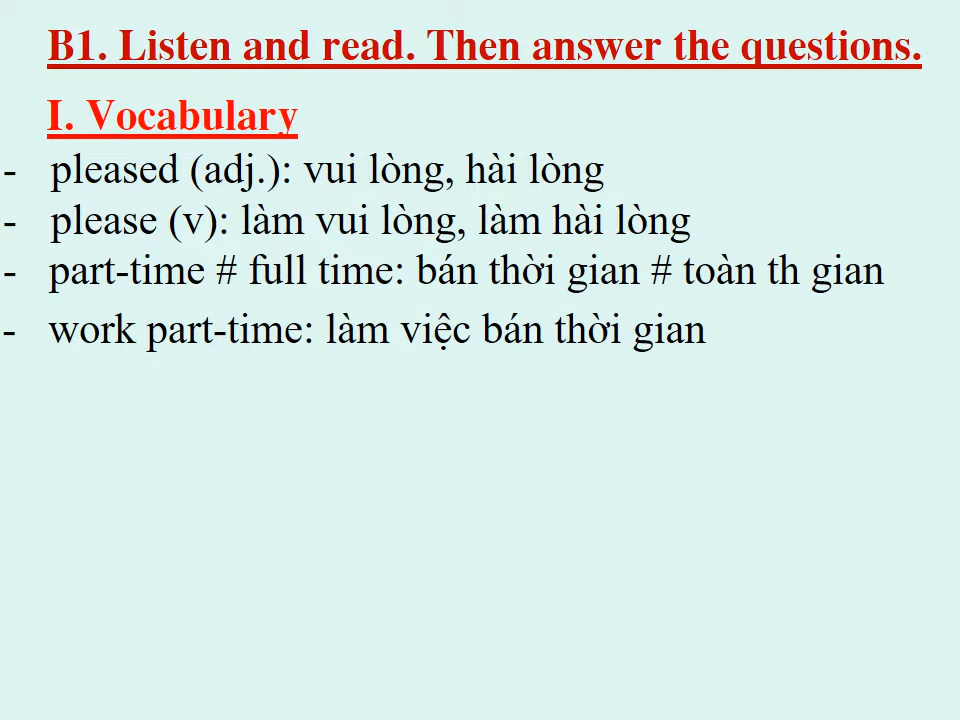 B1. Listen and read. Then answer the questions.
I. Vocabulary
- pleased (adj.): vui lòng, hài lòng
- please (v): làm vui lòng, làm hài lòng
- part-time # full time: bán thời gian # toàn th gian
- work part-time: làm việc bán thời gian